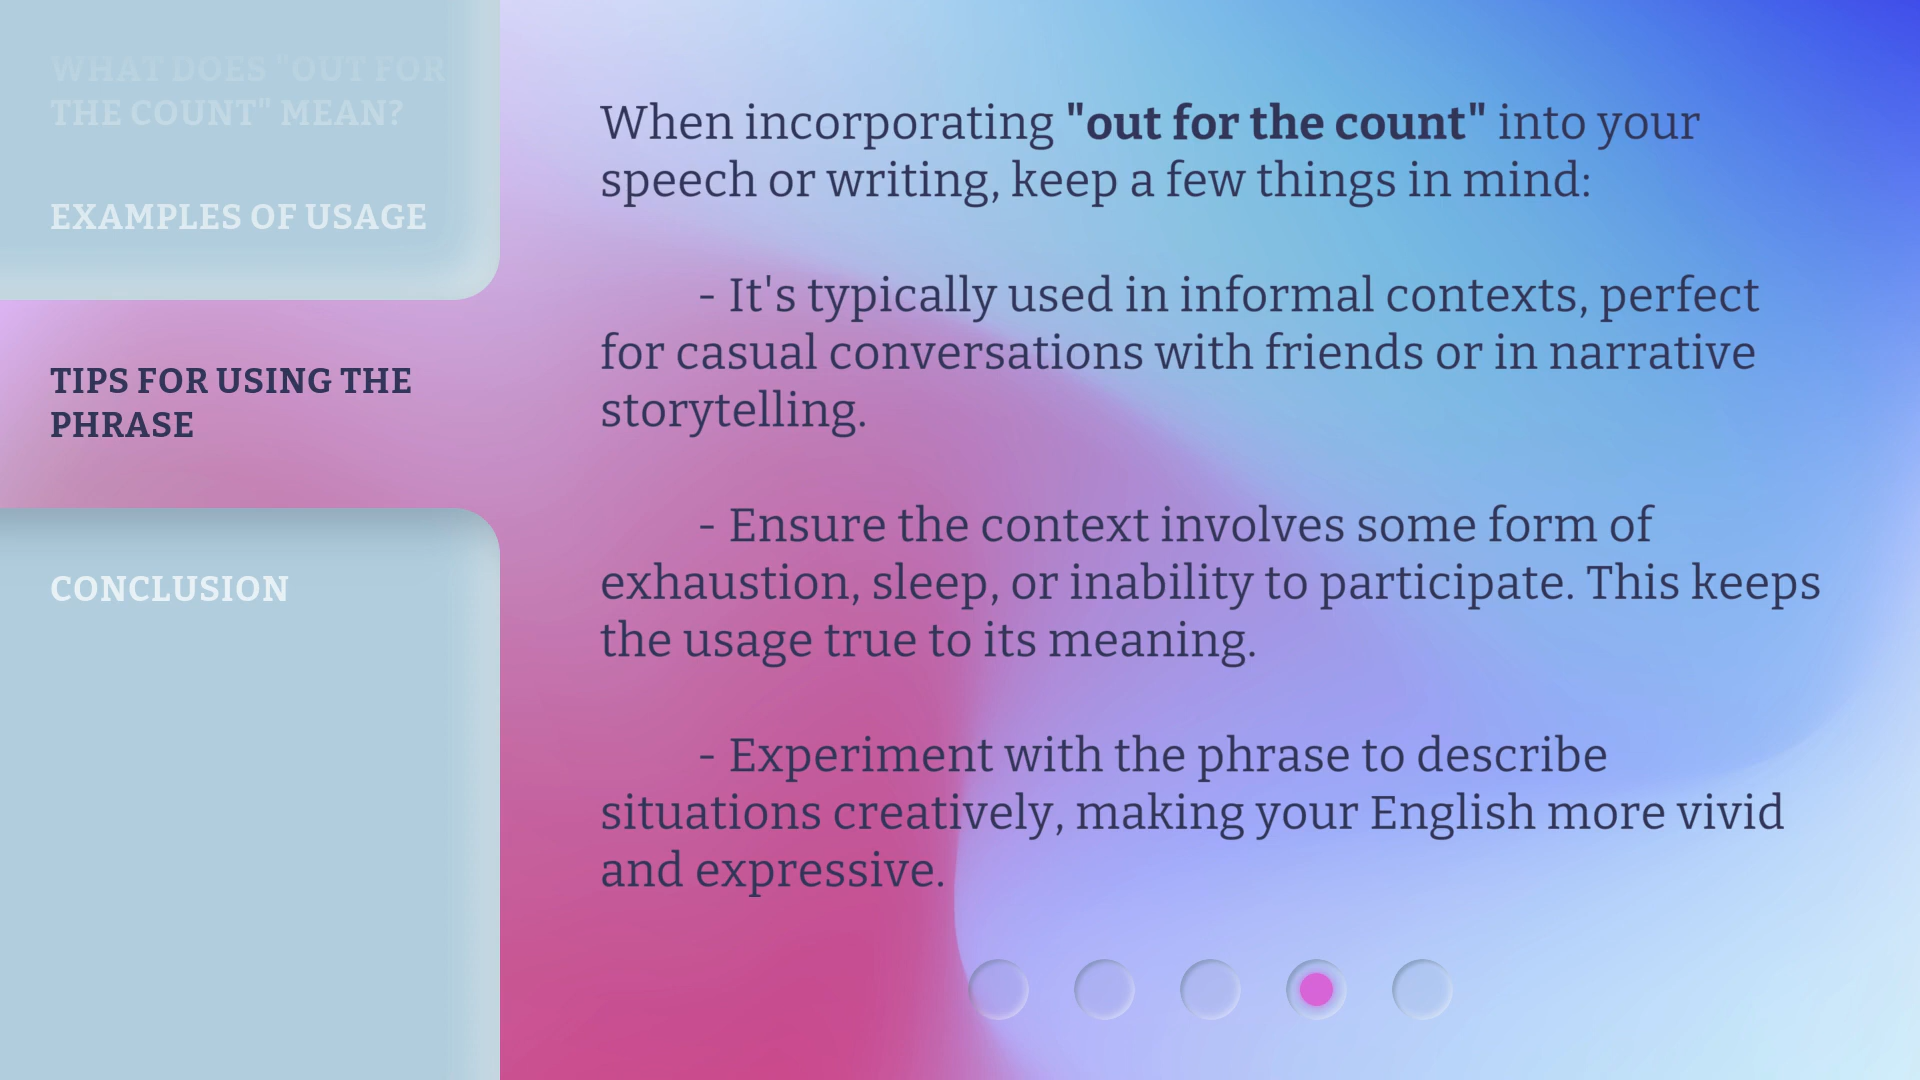 WHAT DOES "OUT FOR
THE COUNT" MEAN?
EXAMPLES OF USAGE
TIPS FOR USING THE
PHRASE
CONCLUSION
When incorporating "out for the count" into your
speech or writing, keep a few things in mind:
- It's typically used in informal contexts, perfect
for casual conversations with friends or in narrative
storytelling.
- Ensure the context involves some form of
exhaustion, sleep, or inability to participate. This keeps
the usage true to its meaning.
- Experiment with the phrase to describe
situations creatively, making your English more vivid
and expressive.